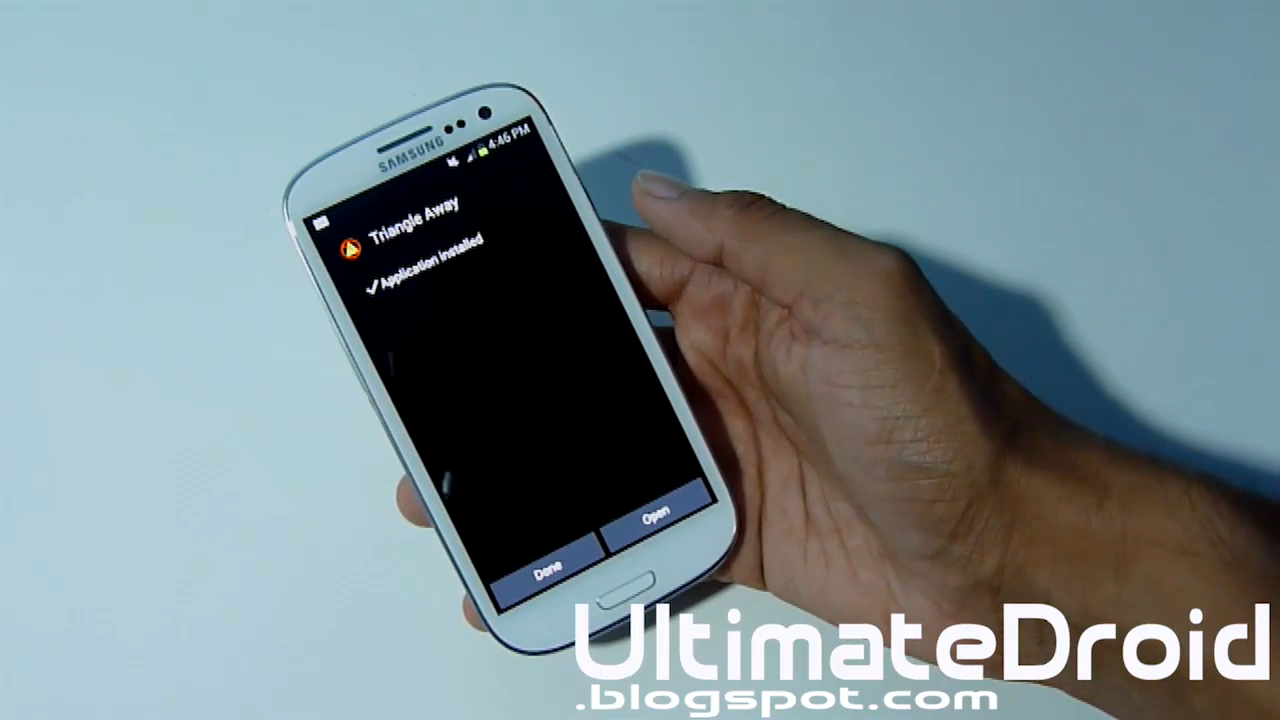 SAMSUNG
4:46 PM
Triangle Away
Application installed
Open
Done
UltimateDroid
.blogspot.com